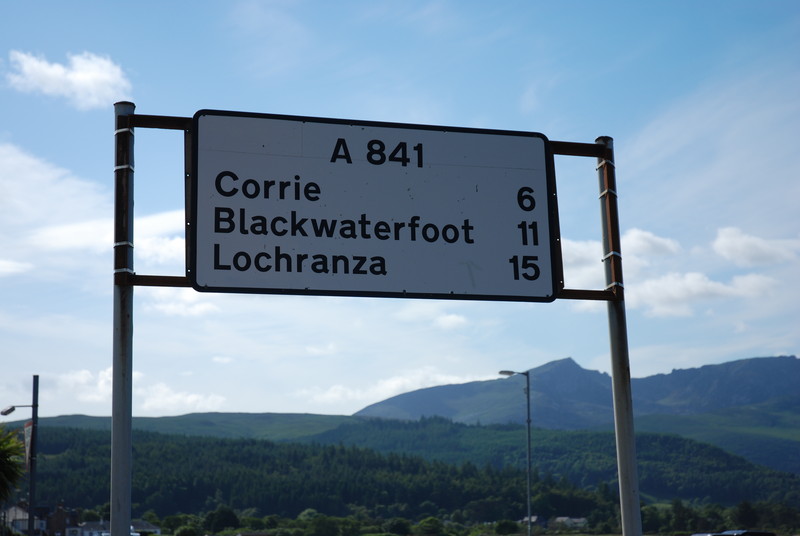 A 841
Corrie 6
Blackwaterfoot 11
Lochranza 15